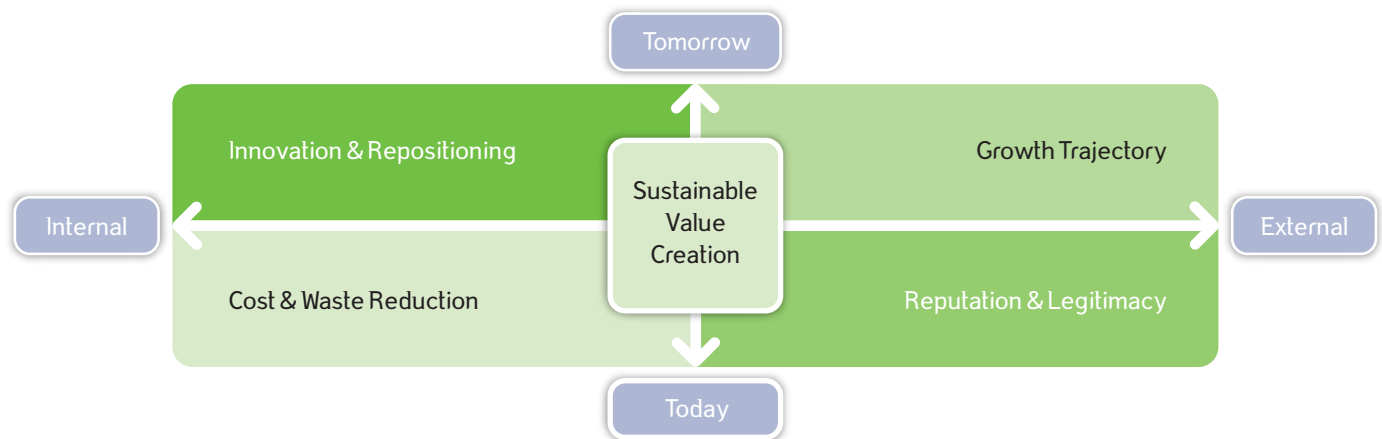 Tomorrow
Innovation & Repositioning
Growth Trajectory
Sustainable
Value
Creation
Internal
External
Cost & Waste Reduction
Reputation & Legitimacy
Today